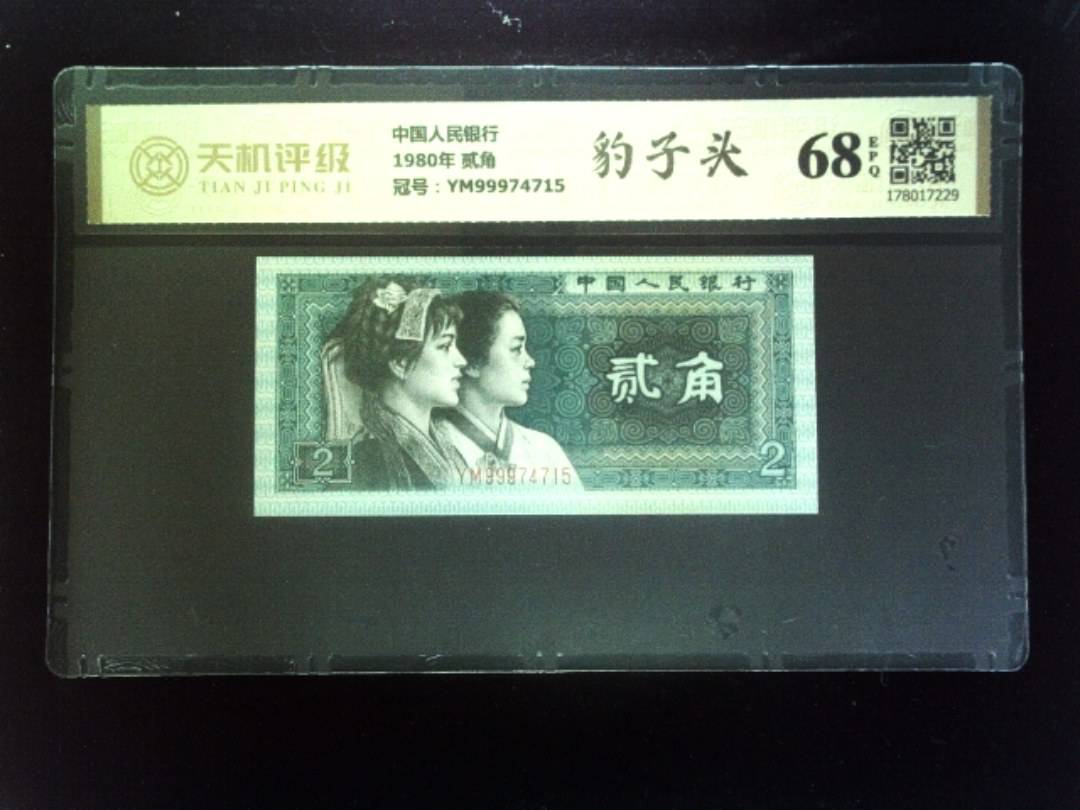 天机评级
TIAN JI PING JI
中国人民银行
1980年 贰角
冠号：YM99974715
豹子头
68
EPQ
178017229
中国人民银行
贰角
2
2
YM99974715